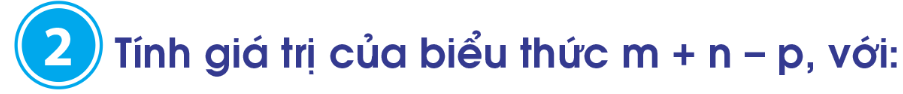 2 Tính giá trị của biểu thức m + n – p, với: